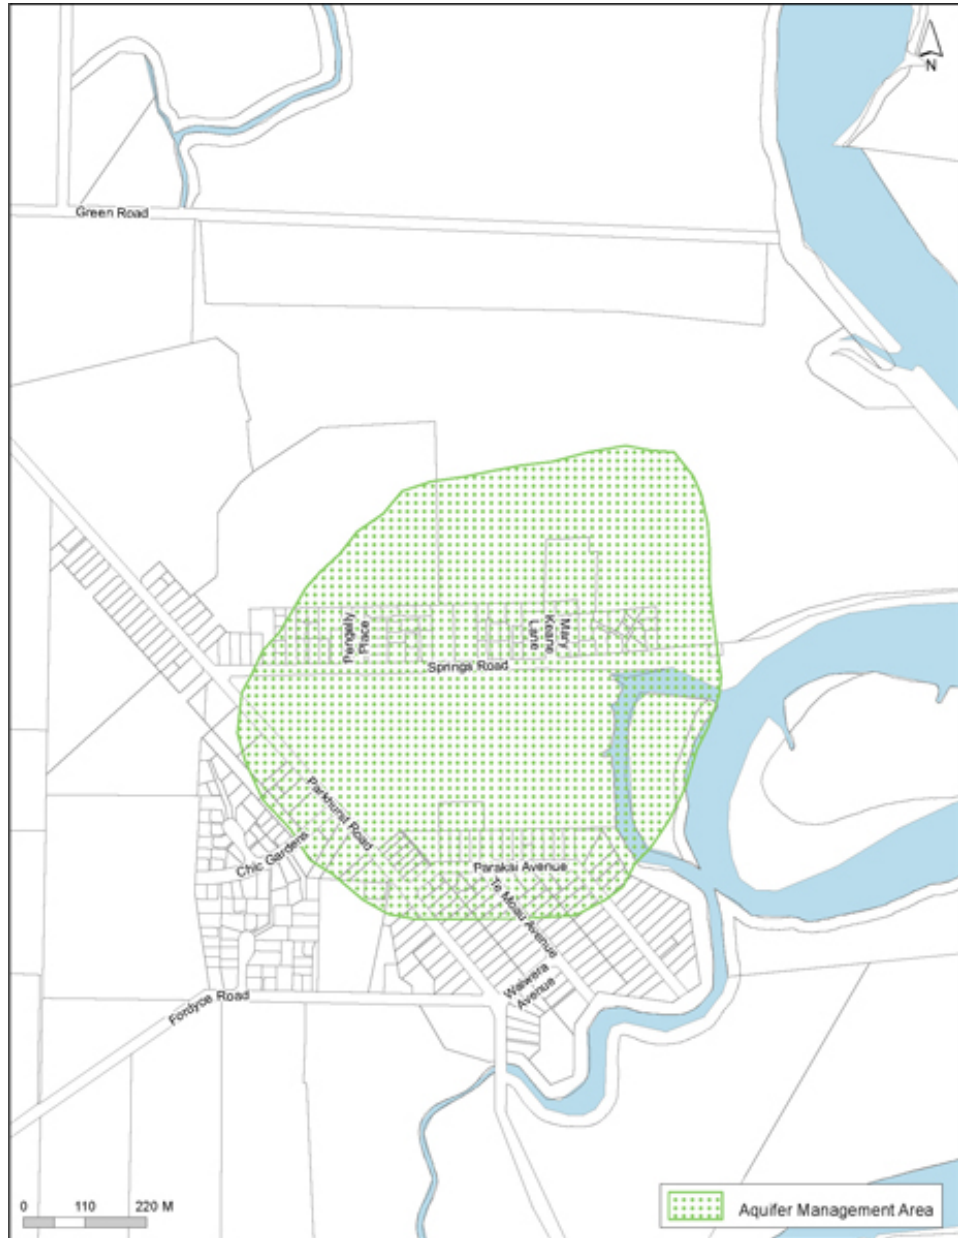 N
Green Road
Pengelly
Place
Mary
Keane
Lane
Springs Road
Parkhurst Road
Chic Gardens
Parakai Avenue
Te Moau Avenue
Waiwera
Avenue
Fordyce Road
0 110 220 M
Aquifer Management Area